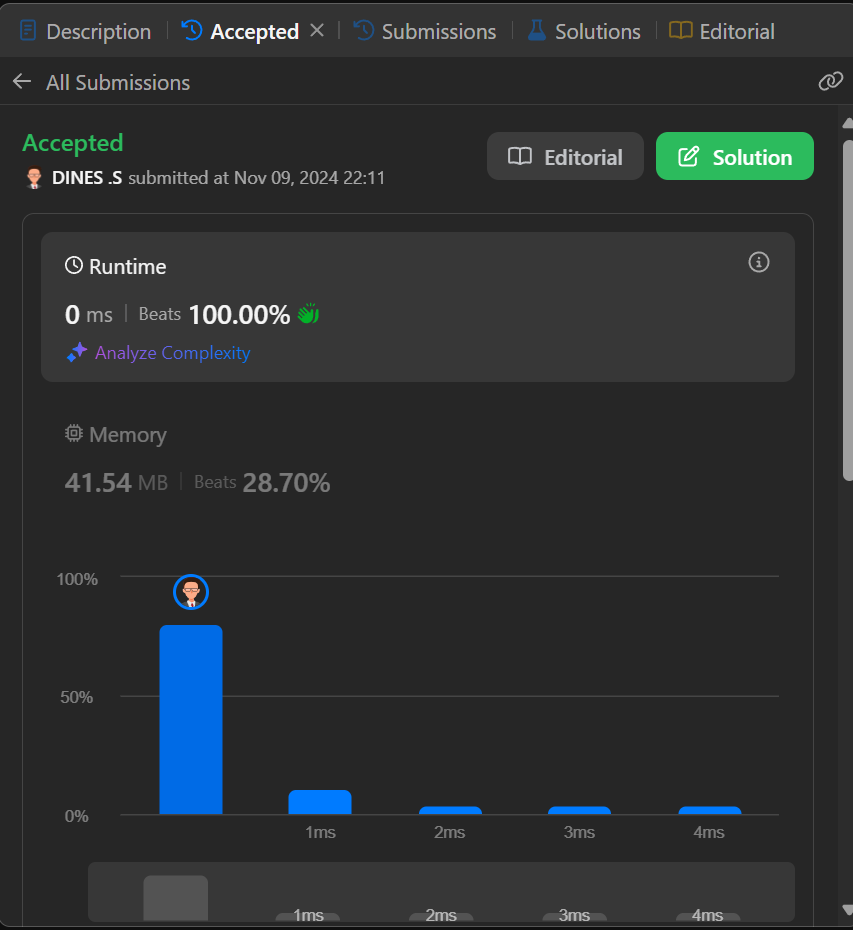 Description Accepted Submissions Solutions Editorial
All Submissions
Accepted
Editorial Solution
DINES .S submitted at Nov 09, 2024 22:11
Runtime
0 ms Beats 100.00%
Analyze Complexity
Memory
41.54 MB Beats 28.70%
100%
50%
0%
1ms 2ms 3ms 4ms
1ms 2ms 3ms 4ms